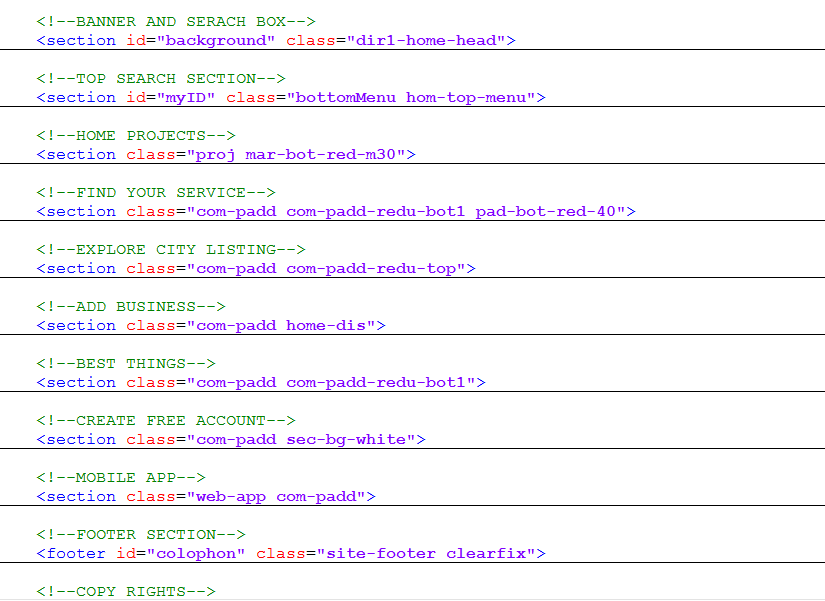 <!--BANNER AND SERACH BOX-->
<section id="background" class="dir1-home-head">
<!--TOP SEARCH SECTION-->
<section id="myID" class="bottomMenu hom-top-menu">
<!--HOME PROJECTS-->
<section class="proj mar-bot-red-m30">
<!--FIND YOUR SERVICE-->
<section class="com-padd com-padd-redu-bot1 pad-bot-red-40">
<!--EXPLORE CITY LISTING-->
<section class="com-padd com-padd-redu-top">
<!--ADD BUSINESS-->
<section class="com-padd home-dis">
<!--BEST THINGS-->
<section class="com-padd com-padd-redu-bot1">
<!--CREATE FREE ACCOUNT-->
<section class="com-padd sec-bg-white">
<!--MOBILE APP-->
<section class="web-app com-padd">
<!--FOOTER SECTION-->
<footer id="colophon" class="site-footer clearfix">
<!--COPY RIGHTS-->